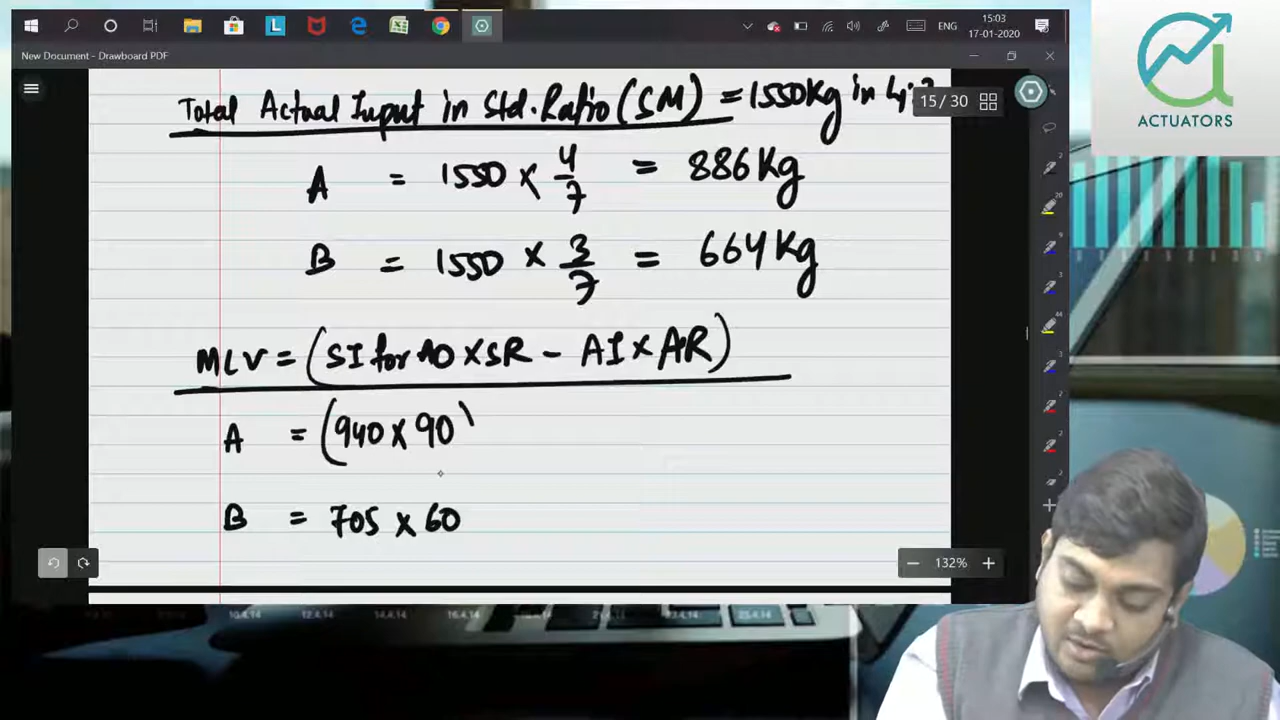 15:03
ENG
17-01-2020
New Document - Drawboard PDF
ACTUATORS
Total Actual Input in Std. Ratio (SM) = 1550Kg in 4:3
15 / 30
A = 1550 × 4/7 = 886 Kg
B = 1550 × 3/7 = 664 Kg
MLV = (SI for AO × SR - AI × AR)
A = (940 × 90)
B = 705 × 60
132%